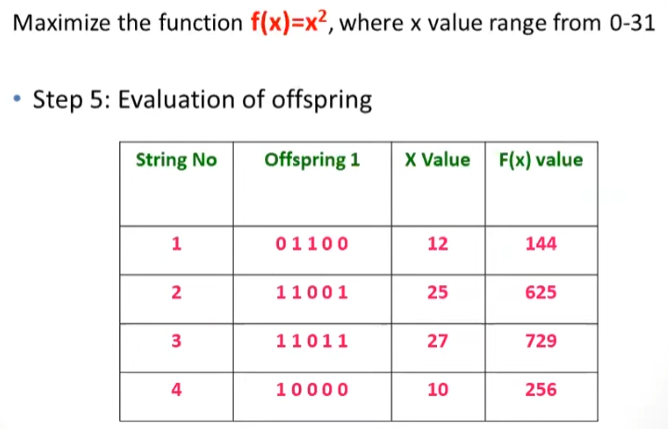 Maximize the function f(x)=x², where x value range from 0-31
• Step 5: Evaluation of offspring
String No Offspring 1 X Value F(x) value
1 0 1 1 0 0 12 144
2 1 1 0 0 1 25 625
3 1 1 0 1 1 27 729
4 1 0 0 0 0 10 256